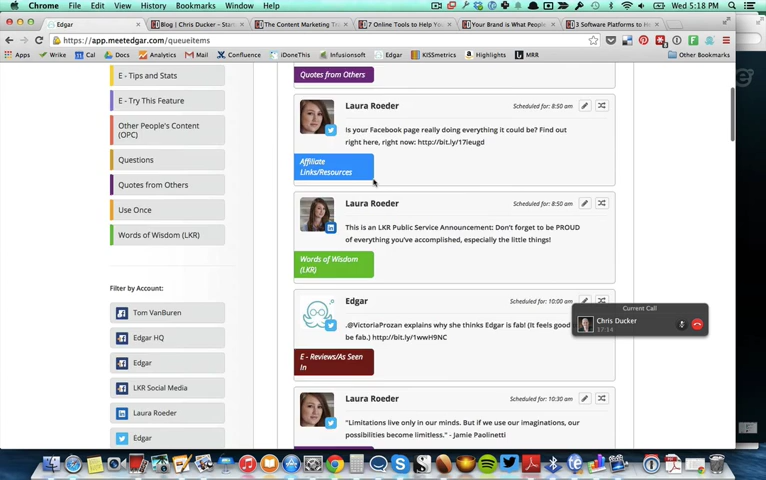 Chrome File Edit View History Bookmarks Window Help
Wed 5:18 PM
Edgar
Blog | Chris Ducker – Star
The Content Marketing T
7 Online Tools to Help Yo
Your Brand is What Peopl
3 Software Platforms to H
https://app.meetedgar.com/queueitems
Apps Wrike Cal Moby Daily Analytics Mail Confluence iDoneThis Infusionsoft Edgar KISSmetrics Highlights MRR Other Bookmarks
E - Tips and Stats
E - Try This Feature
Other People's Content
(OPC)
Questions
Quotes from Others
Use Once
Words of Wisdom (LKR)
Filter by Account:
Tom VanBuren
Edgar HQ
Edgar
LKR Social Media
Laura Roeder
Edgar
Quotes from Others
Laura Roeder
Scheduled for: 8:50 am
Is your Facebook page really doing everything it could be? Find out
right here, right now: http://bit.ly/17ieugd
Affiliate
Links/Resources
Laura Roeder
Scheduled for: 8:50 am
This is an LKR Public Service Announcement: Don't forget to be PROUD
of everything you've accomplished, especially the little things!
Words of Wisdom
(LKR)
Edgar
Scheduled for: 10:00 am
.@VictoriaProzan explains why she thinks Edgar is fab! (It feels good
be fab.) http://bit.ly/1wwH9NC
E - Reviews/As Seen
In
Current Call
Chris Ducker
17:14
Laura Roeder
Scheduled for: 10:30 am
"Limitations live only in our minds. But if we use our imaginations, our
possibilities become limitless." - Jamie Paolinetti